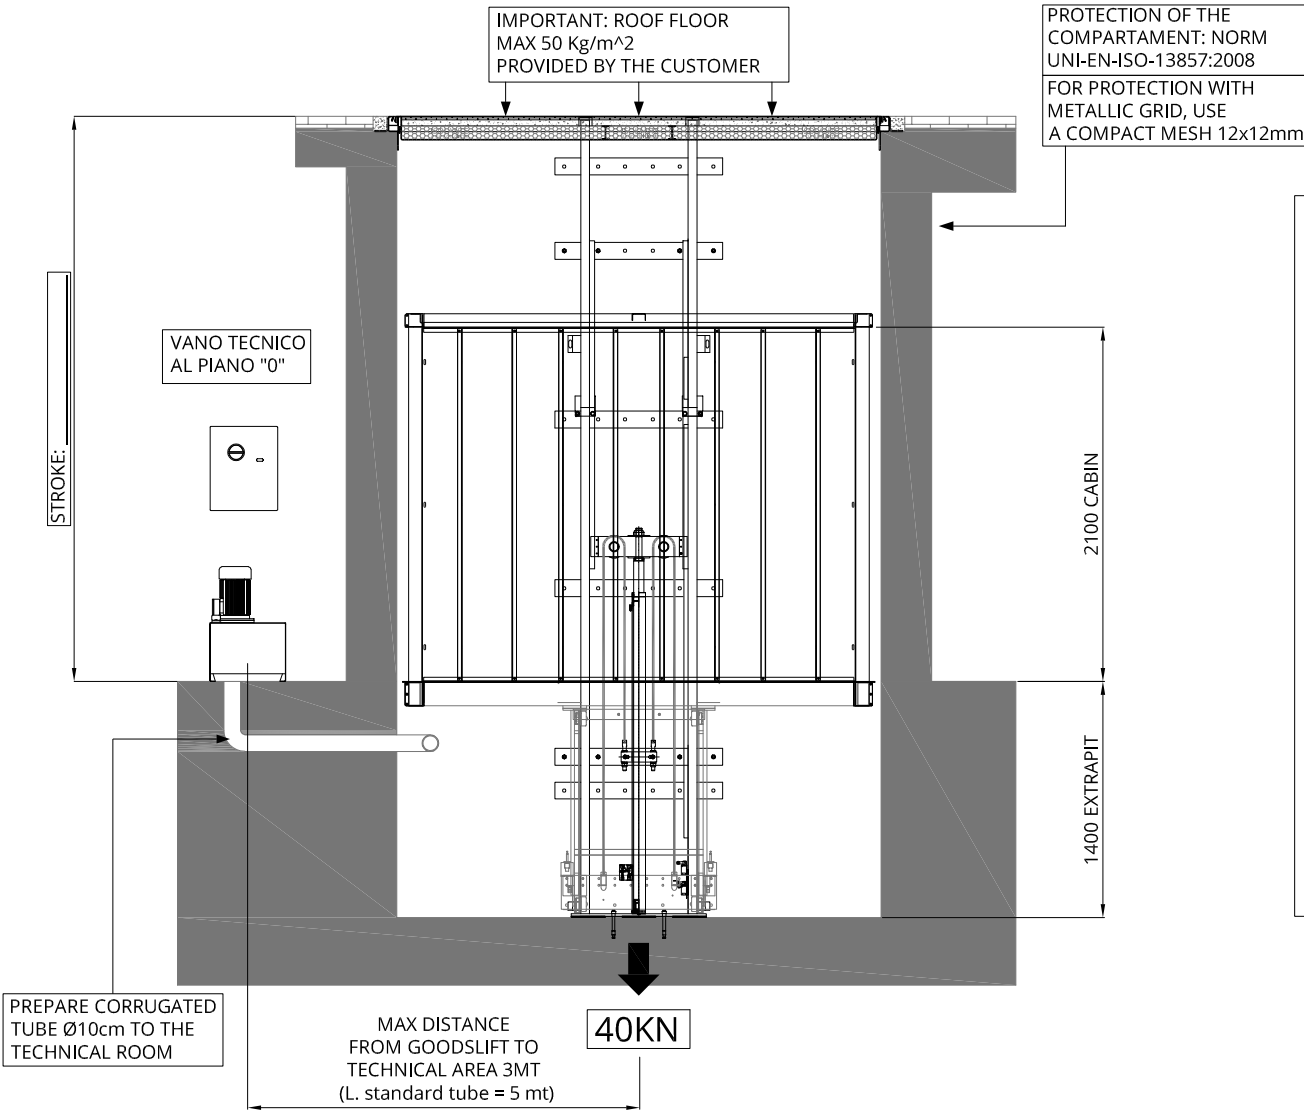 IMPORTANT: ROOF FLOOR
MAX 50 Kg/m^2
PROVIDED BY THE CUSTOMER
PROTECTION OF THE
COMPARTAMENT: NORM
UNI-EN-ISO-13857:2008
FOR PROTECTION WITH
METALLIC GRID, USE
A COMPACT MESH 12x12mm
STROKE:
VANO TECNICO
AL PIANO "0"
2100 CABIN
1400 EXTRAPIT
PREPARE CORRUGATED
TUBE Ø10cm TO THE
TECHNICAL ROOM
MAX DISTANCE
FROM GOODSLIFT TO
TECHNICAL AREA 3MT
(L. standard tube = 5 mt)
40KN